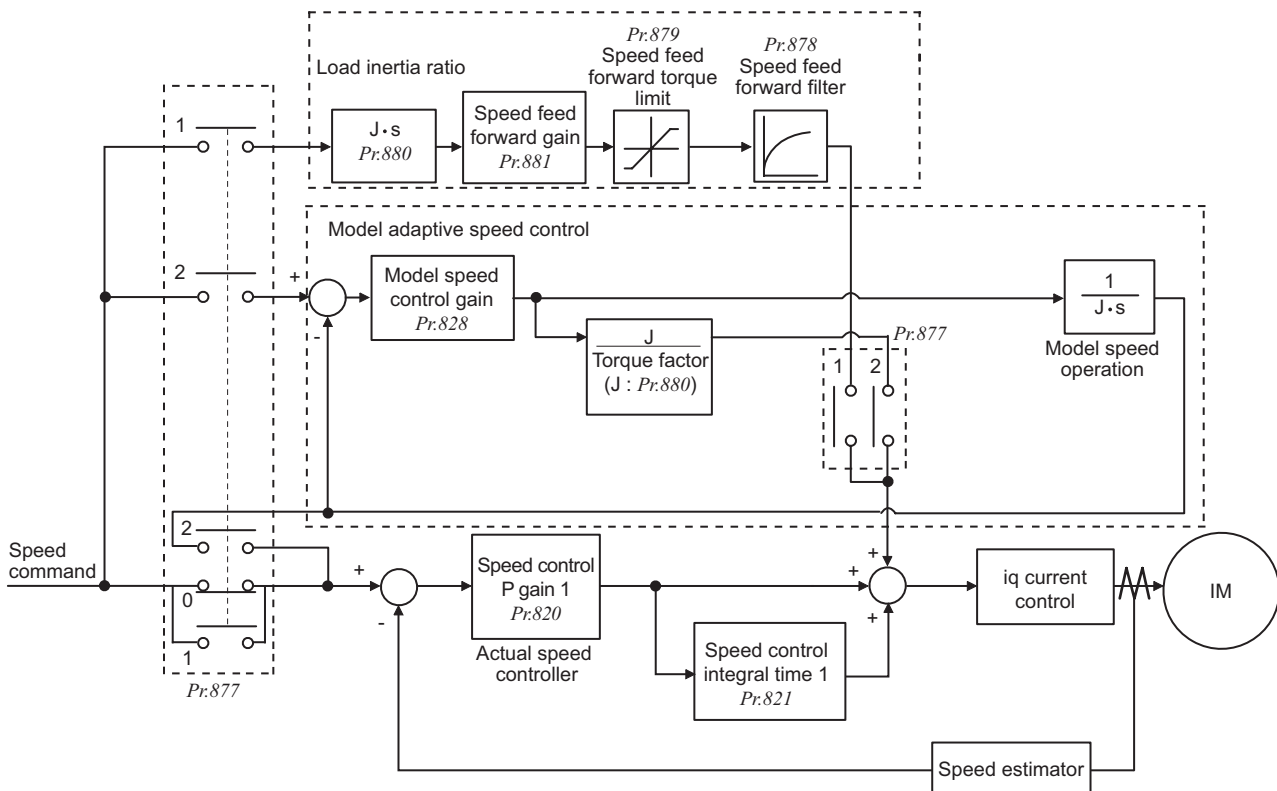 Load inertia ratio
Pr.879
Speed feed
forward torque
limit
Pr.878
Speed feed
forward filter
1
J·s
Pr.880
Speed feed
forward gain
Pr.881
Model adaptive speed control
2
+
-
Model speed
control gain
Pr.828
J
Torque factor
(J : Pr.880)
Pr.877
1 2
1
J·s
Model speed
operation
2
Speed
command
0
1
Pr.877
+
-
Speed control
P gain 1
Pr.820
Actual speed
controller
Speed control
integral time 1
Pr.821
+
+
+
iq current
control
IM
Speed estimator